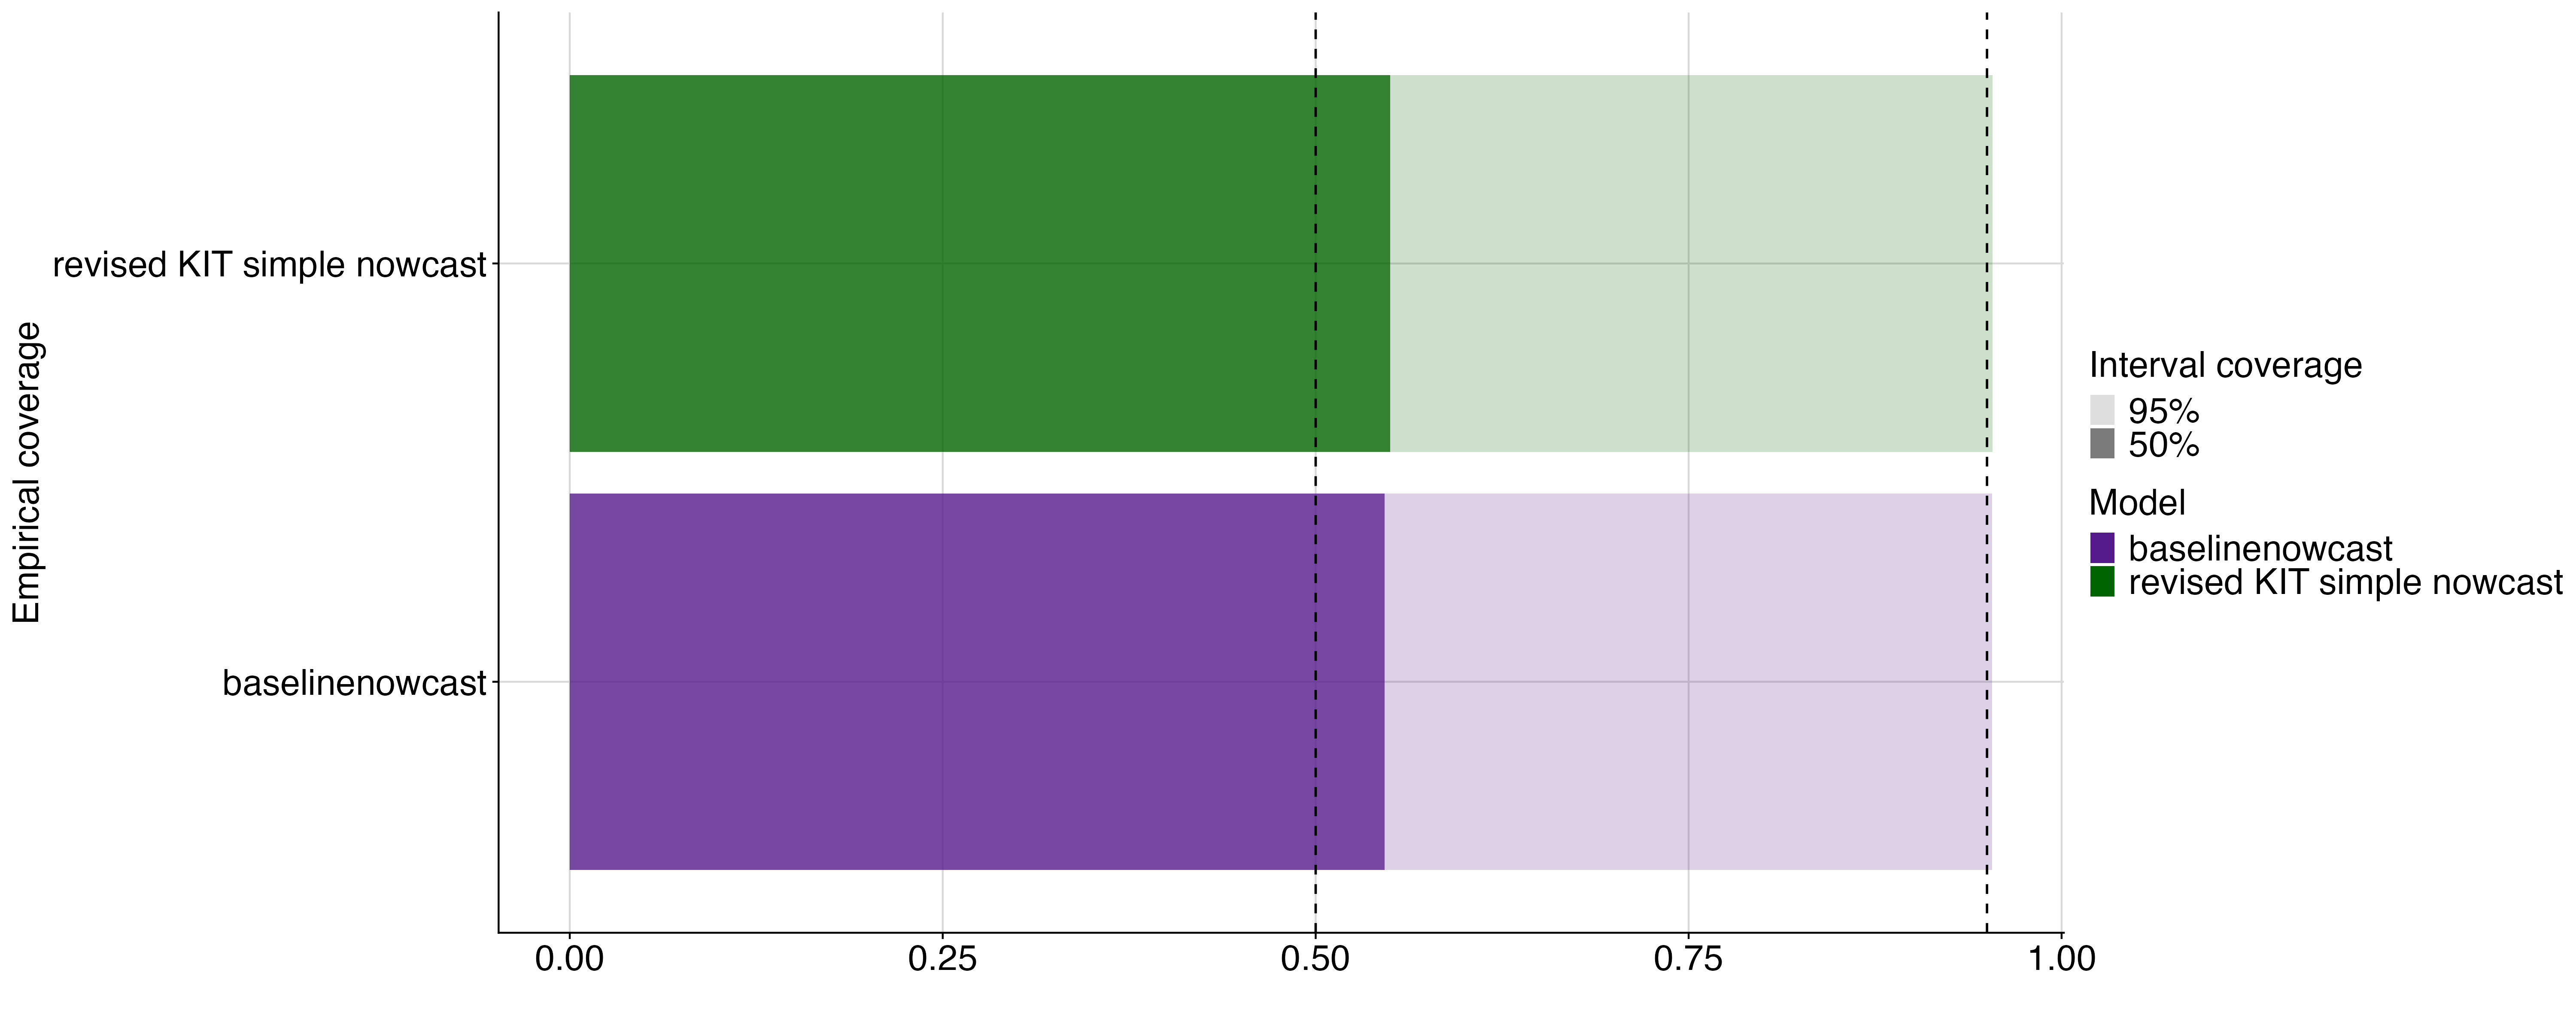 Empirical coverage
revised KIT simple nowcast
baselinenowcast
0.00
0.25
0.50
0.75
1.00
Interval coverage
95%
50%
Model
baselinenowcast
revised KIT simple nowcast